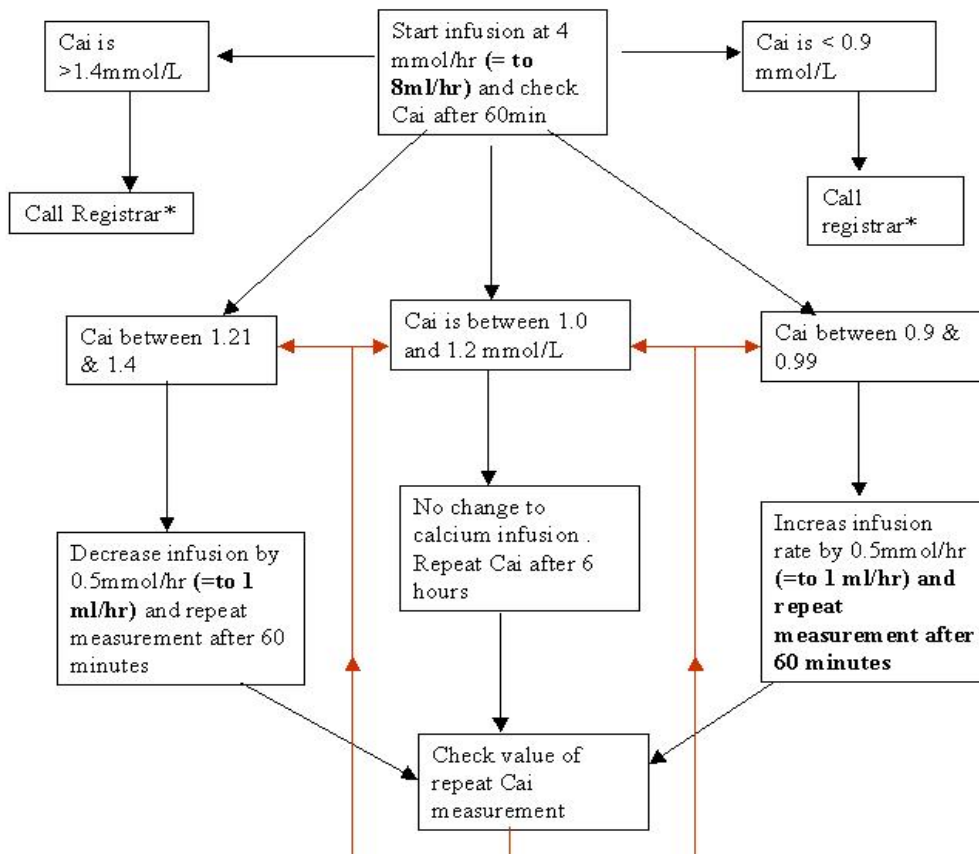 Cai is
>1.4mmol/L
Start infusion at 4
mmol/hr (= to
8ml/hr) and check
Cai after 60min
Cai is < 0.9
mmol/L
Call Registrar*
Call
registrar*
Cai between 1.21
& 1.4
Cai is between 1.0
and 1.2 mmol/L
Cai between 0.9 &
0.99
Decrease infusion by
0.5mmol/hr (=to 1
ml/hr) and repeat
measurement after 60
minutes
No change to
calcium infusion .
Repeat Cai after 6
hours
Increas infusion
rate by 0.5mmol/hr
(=to 1 ml/hr) and
repeat
measurement after
60 minutes
Check value of
repeat Cai
measurement